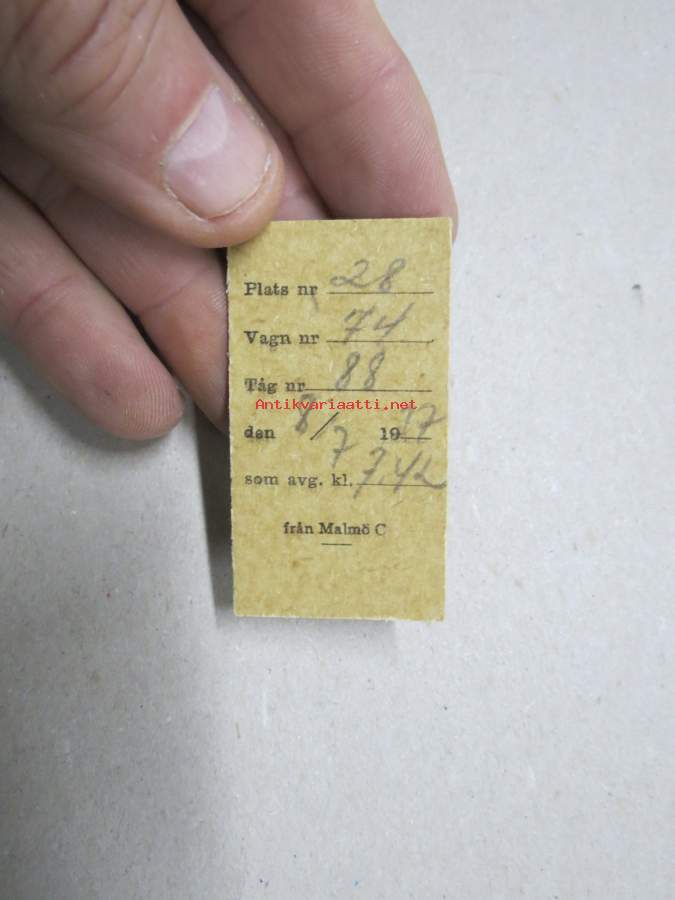 Plats nr 28
Vagn nr 74
Tåg nr 88
Antikvariaatti.net
den 8/7 19
som avg. kl. 7.42
från Malmö C